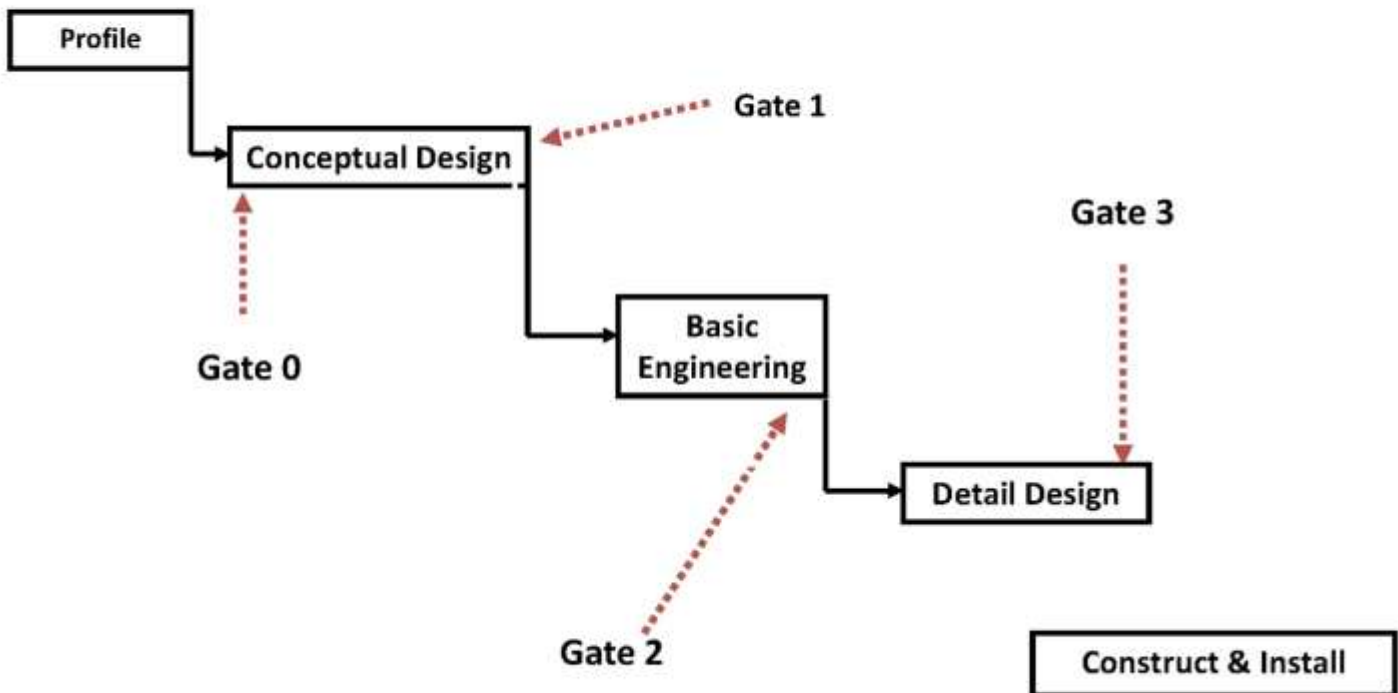 Profile
Gate 1
Conceptual Design
Gate 3
Basic
Engineering
Gate 0
Detail Design
Gate 2
Construct & Install